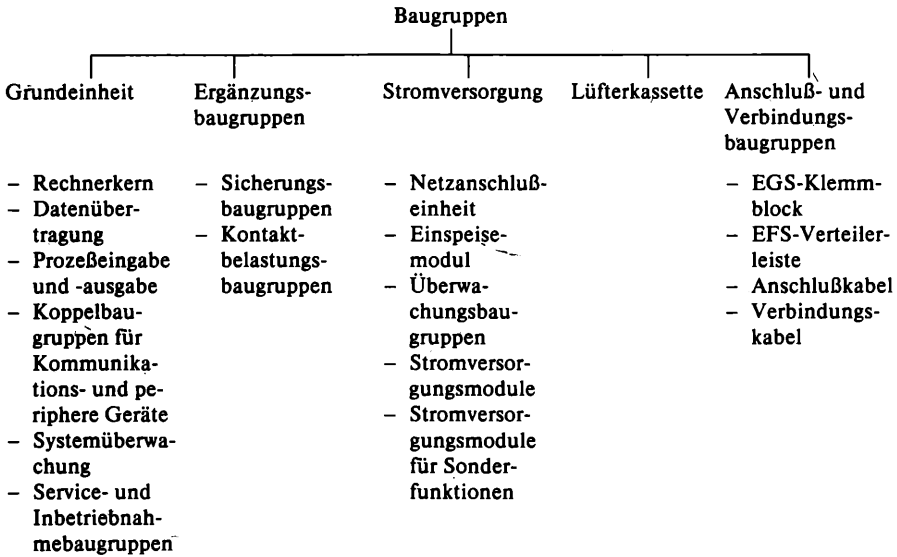 Baugruppen
Grundeinheit
– Rechnerkern
– Datenüber-
tragung
– Prozeßeingabe
und -ausgabe
– Koppelbau-
gruppen für
Kommunika-
tions- und pe-
riphere Geräte
– Systemüberwa-
chung
– Service- und
Inbetriebnah-
mebaugruppen
Ergänzungs-
baugruppen
– Sicherungs-
baugruppen
– Kontakt-
belastungs-
baugruppen
Stromversorgung
– Netzanschluß-
einheit
– Einspeise-
modul
– Überwa-
chungsbau-
gruppen
– Stromversor-
gungsmodule
– Stromversor-
gungsmodule
für Sonder-
funktionen
Lüfterkassette
Anschluß- und
Verbindungs-
baugruppen
– EGS-Klemm-
block
– EFS-Verteiler-
leiste
– Anschlußkabel
– Verbindungs-
kabel